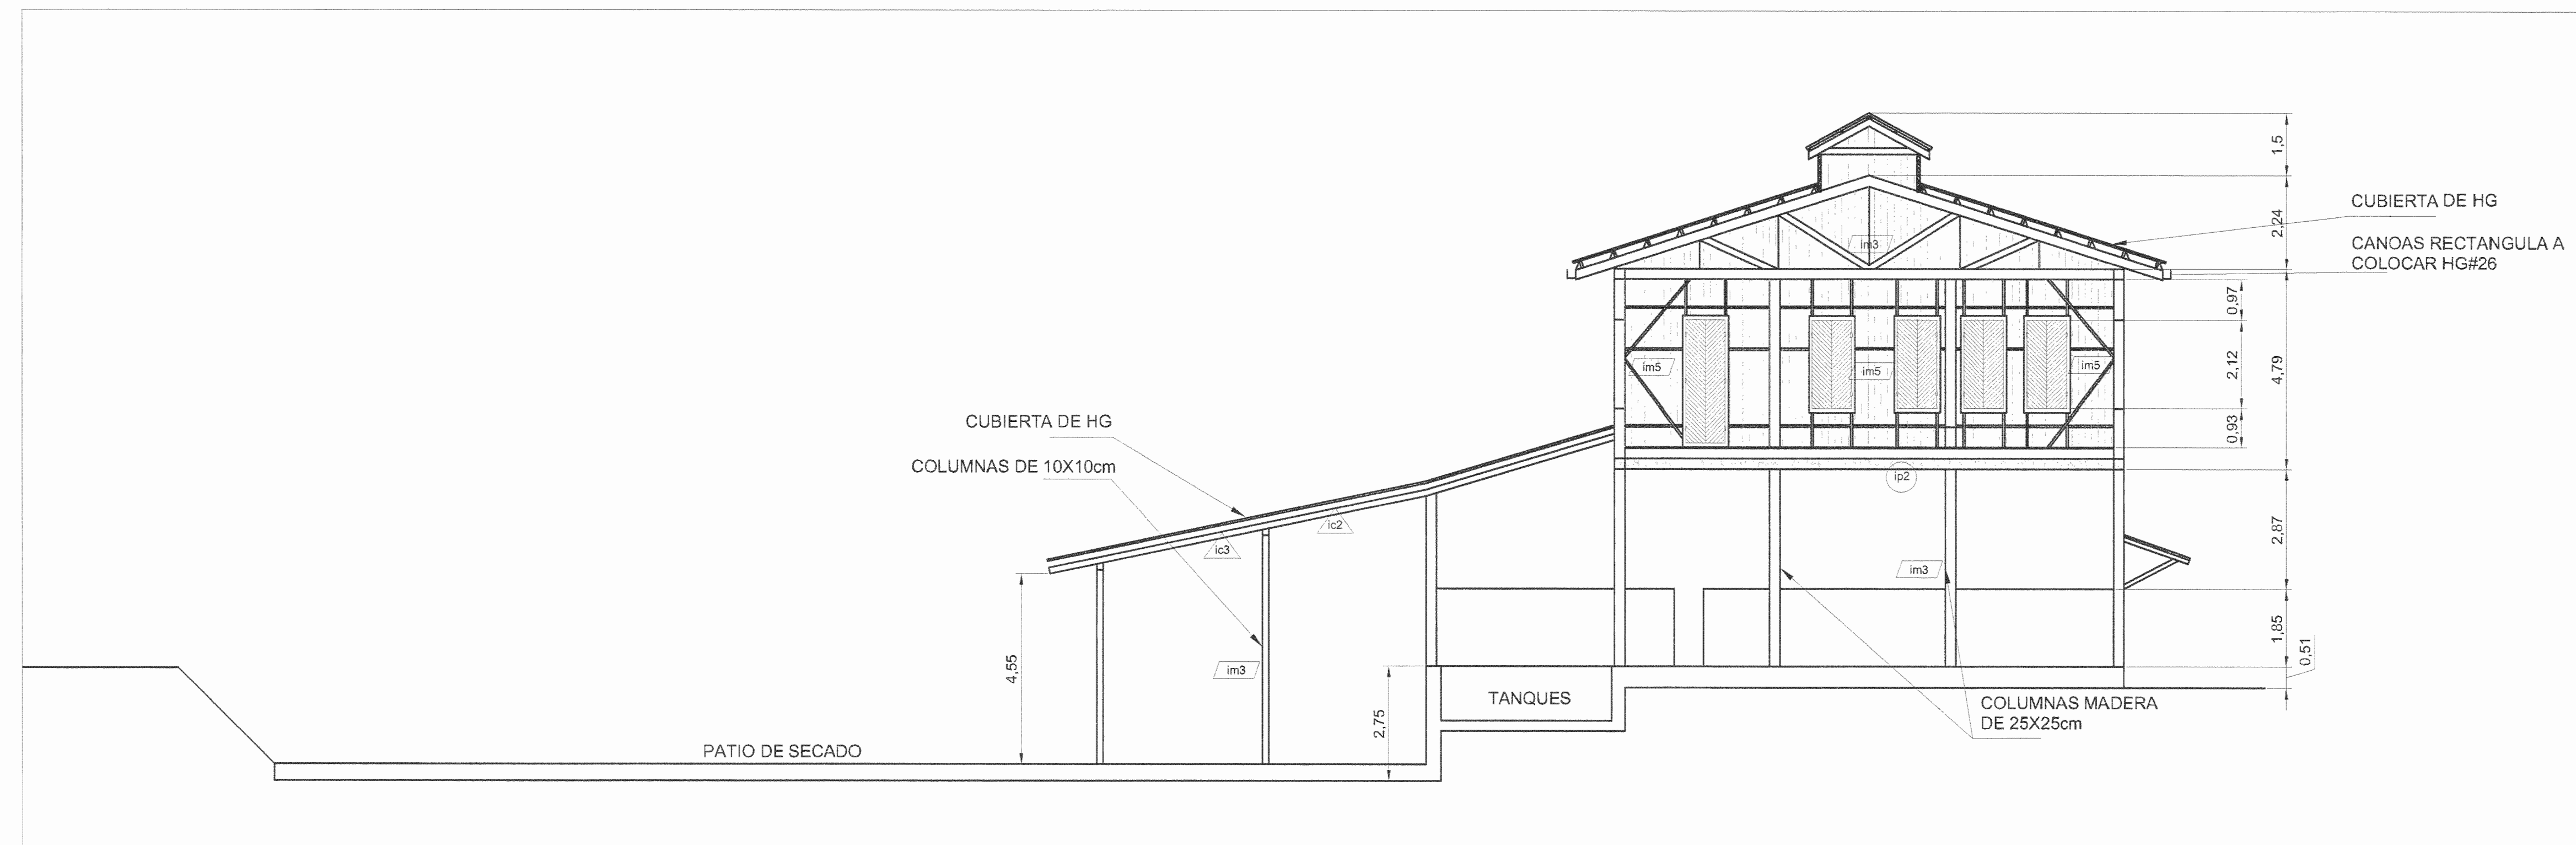 1,5
CUBIERTA DE HG
2,24
CANOAS RECTANGULA A
COLOCAR HG#26
im3
0,97
2,12
4,79
im5
im5
im5
0,93
CUBIERTA DE HG
COLUMNAS DE 10X10cm
ip2
ic2
ic3
2,87
im3
1,85
0,51
4,55
im3
2,75
TANQUES
COLUMNAS MADERA
DE 25X25cm
PATIO DE SECADO